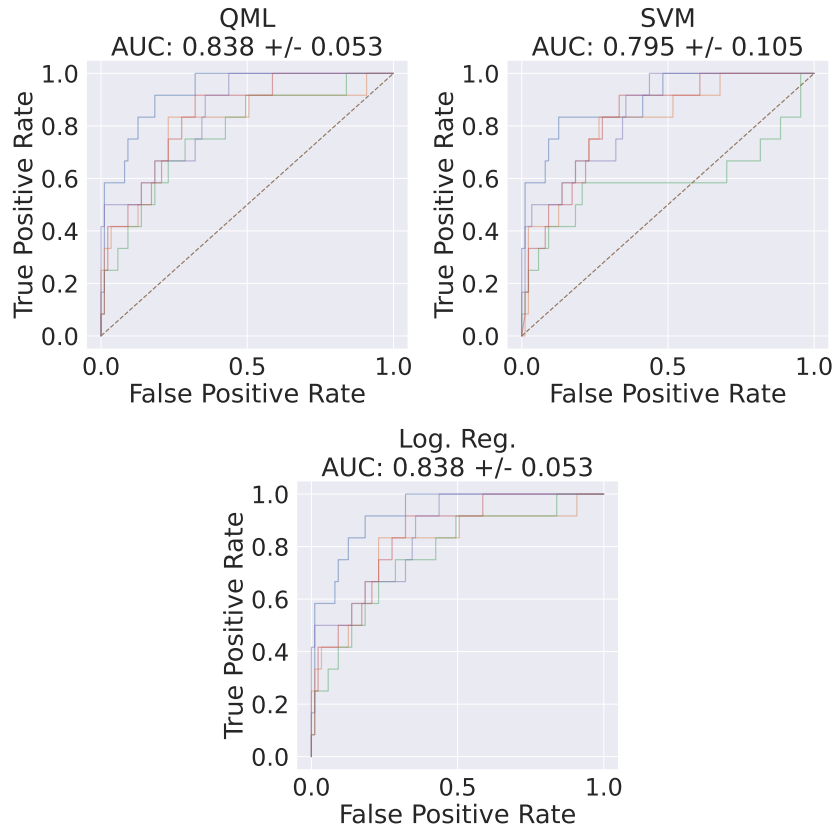 QML
AUC: 0.838 +/- 0.053
True Positive Rate
1.0
0.8
0.6
0.4
0.2
0.0
0.0 0.5 1.0
False Positive Rate
SVM
AUC: 0.795 +/- 0.105
True Positive Rate
1.0
0.8
0.6
0.4
0.2
0.0
0.0 0.5 1.0
False Positive Rate
Log. Reg.
AUC: 0.838 +/- 0.053
True Positive Rate
1.0
0.8
0.6
0.4
0.2
0.0
0.0 0.5 1.0
False Positive Rate